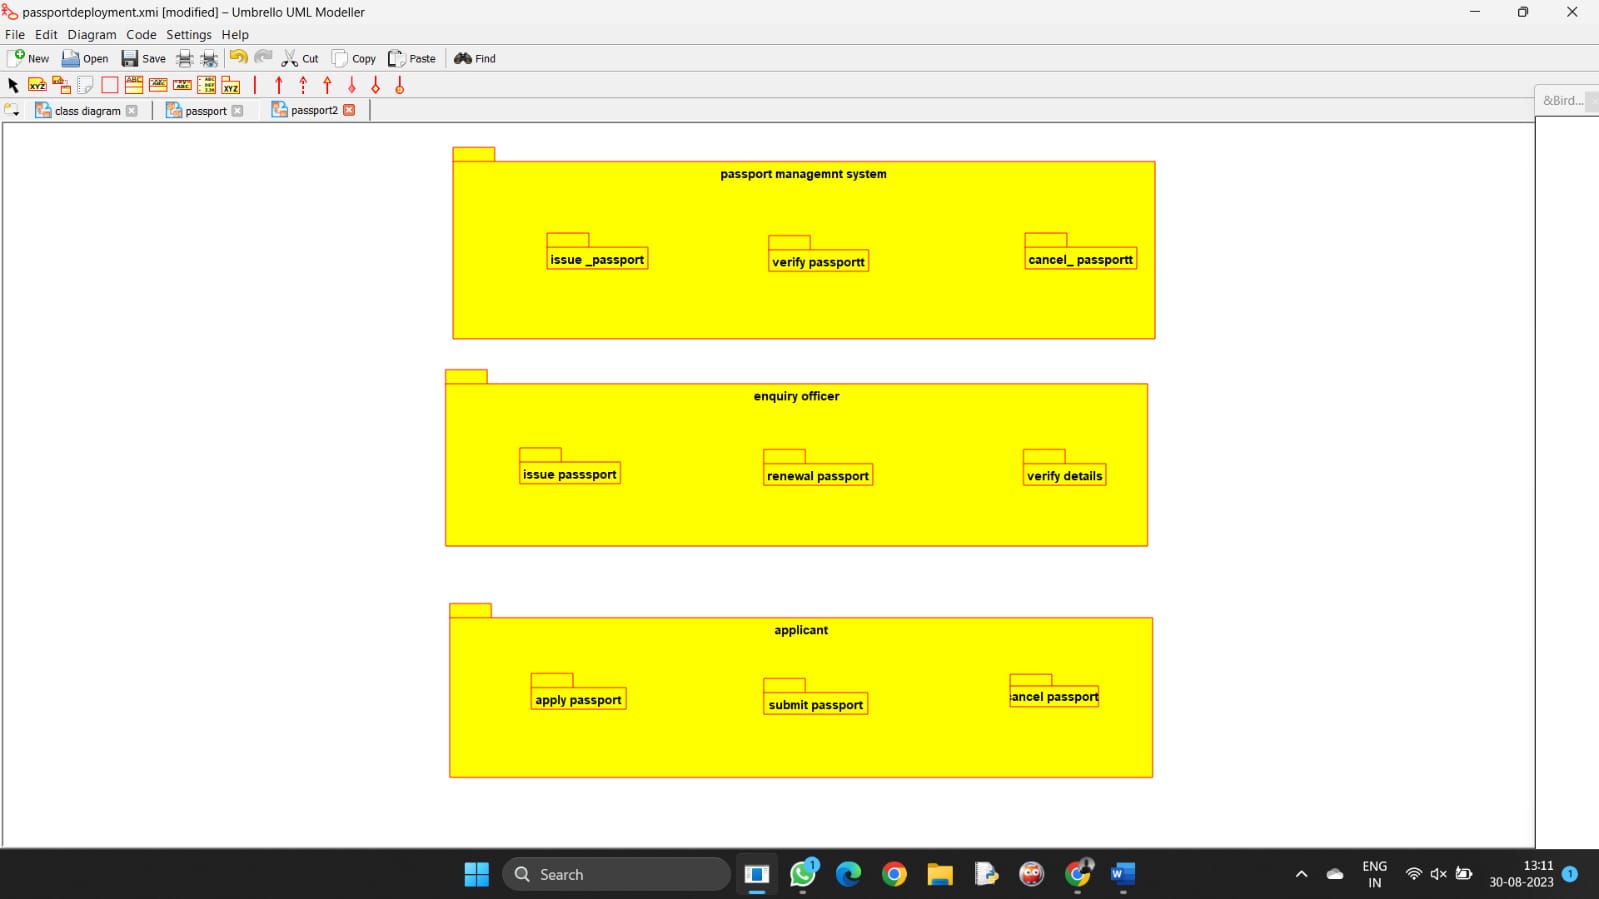 passportdeployment.xmi [modified] – Umbrello UML Modeller
File Edit Diagram Code Settings Help
New Open Save Cut Copy Paste Find
class diagram passport passport2
&Bird...
passport managemnt system
issue _passport verify passportt cancel_ passportt
enquiry officer
issue passsport renewal passport verify details
applicant
apply passport submit passport ancel passport
Search
1
ENG
IN
13:11
30-08-2023
1